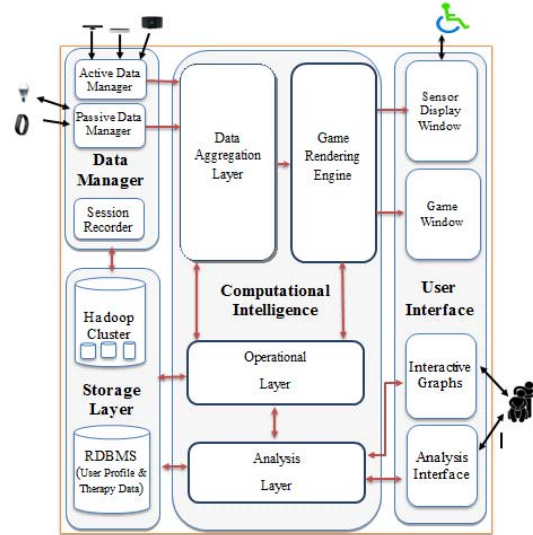 Active Data
Manager
Passive Data
Manager
Data
Manager
Session
Recorder
Hadoop
Cluster
Storage
Layer
RDBMS
(User Profile &
Therapy Data)
Data
Aggregation
Layer
Game
Rendering
Engine
Computational
Intelligence
Operational
Layer
Analysis
Layer
Sensor
Display
Window
Game
Window
User
Interface
Interactive
Graphs
Analysis
Interface